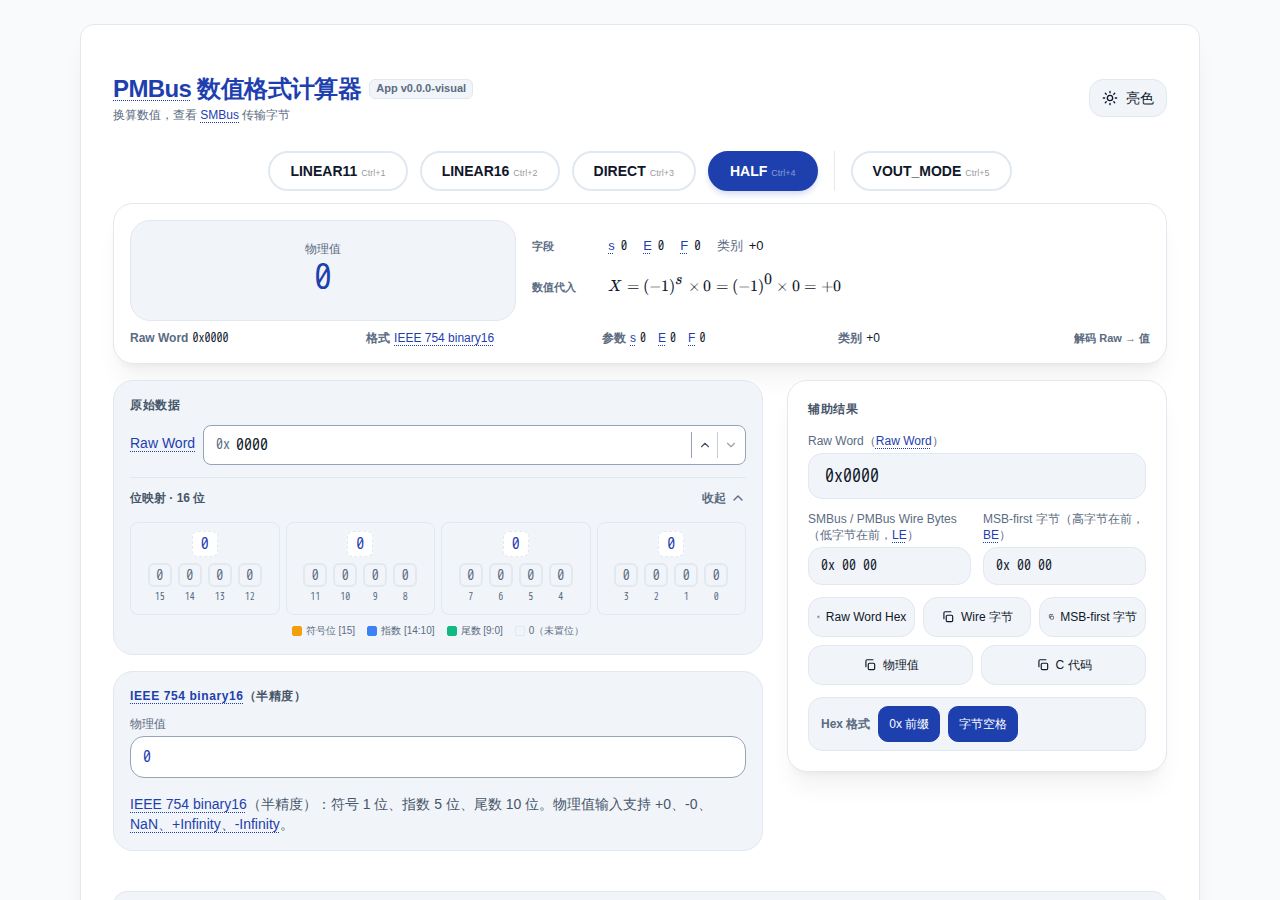 PMBus 数值格式计算器 App v0.0.0-visual
换算数值，查看 SMBus 传输字节
亮色
LINEAR11 Ctrl+1 LINEAR16 Ctrl+2 DIRECT Ctrl+3 HALF Ctrl+4 VOUT_MODE Ctrl+5
物理值
0
字段 s 0 E 0 F 0 类别 +0
数值代入 X = (−1)^s × 0 = (−1)^0 × 0 = +0
Raw Word 0x0000 格式 IEEE 754 binary16 参数 s 0 E 0 F 0 类别 +0 解码 Raw → 值
原始数据
Raw Word 0x 0000
位映射 · 16 位 收起
0 0 0 0
0 0 0 0 0 0 0 0 0 0 0 0 0 0 0 0
15 14 13 12 11 10 9 8 7 6 5 4 3 2 1 0
符号位 [15] 指数 [14:10] 尾数 [9:0] 0（未置位）
IEEE 754 binary16（半精度）
物理值
0
IEEE 754 binary16（半精度）：符号 1 位、指数 5 位、尾数 10 位。物理值输入支持 +0、-0、
NaN、+Infinity、-Infinity。
辅助结果
Raw Word（Raw Word）
0x0000
SMBus / PMBus Wire Bytes
（低字节在前，LE）
0x 00 00
MSB-first 字节（高字节在前，
BE）
0x 00 00
Raw Word Hex Wire 字节 MSB-first 字节
物理值 C 代码
Hex 格式 0x 前缀 字节空格